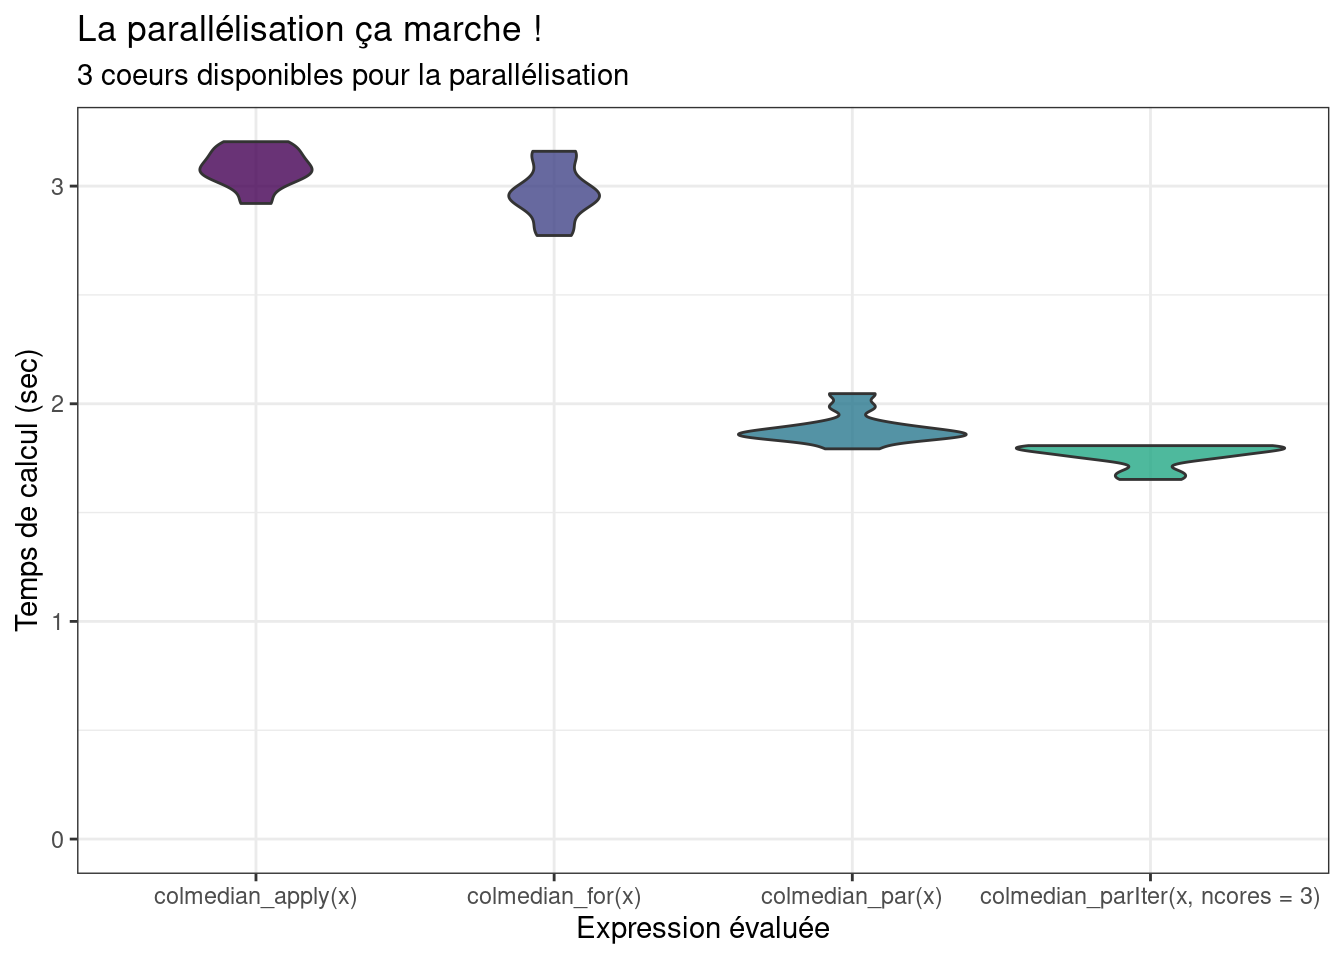 La parallélisation ça marche !
3 coeurs disponibles pour la parallélisation
Temps de calcul (sec)
3
2
1
0
colmedian_apply(x)
colmedian_for(x)
colmedian_par(x)
colmedian_parIter(x, ncores = 3)
Expression évaluée